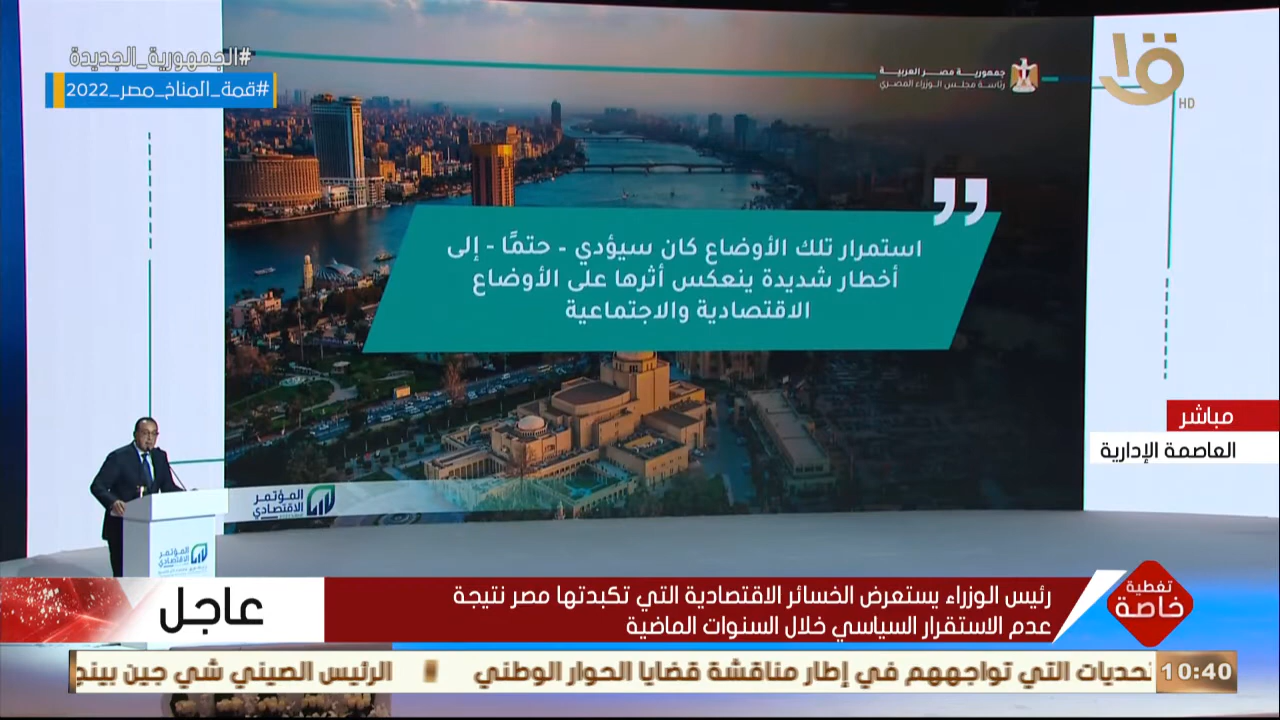 #الجمهورية_الجديدة
#قمة_المناخ_مصر_2022
جمهورية مصر العربية
رئاسة مجلس الوزراء المصري
HD
استمرار تلك الأوضاع كان سيؤدي - حتمًا - إلى
أخطار شديدة ينعكس أثرها على الأوضاع
الاقتصادية والاجتماعية
مباشر
العاصمة الإدارية
المؤتمر
الاقتصادي
المؤتمر
الاقتصادي
تغطية
خاصة
رئيس الوزراء يستعرض الخسائر الاقتصادية التي تكبدتها مصر نتيجة
عدم الاستقرار السياسي خلال السنوات الماضية
عاجل
10:40
التي تواجههم في إطار مناقشة قضايا الحوار الوطني
الرئيس الصيني شي جين